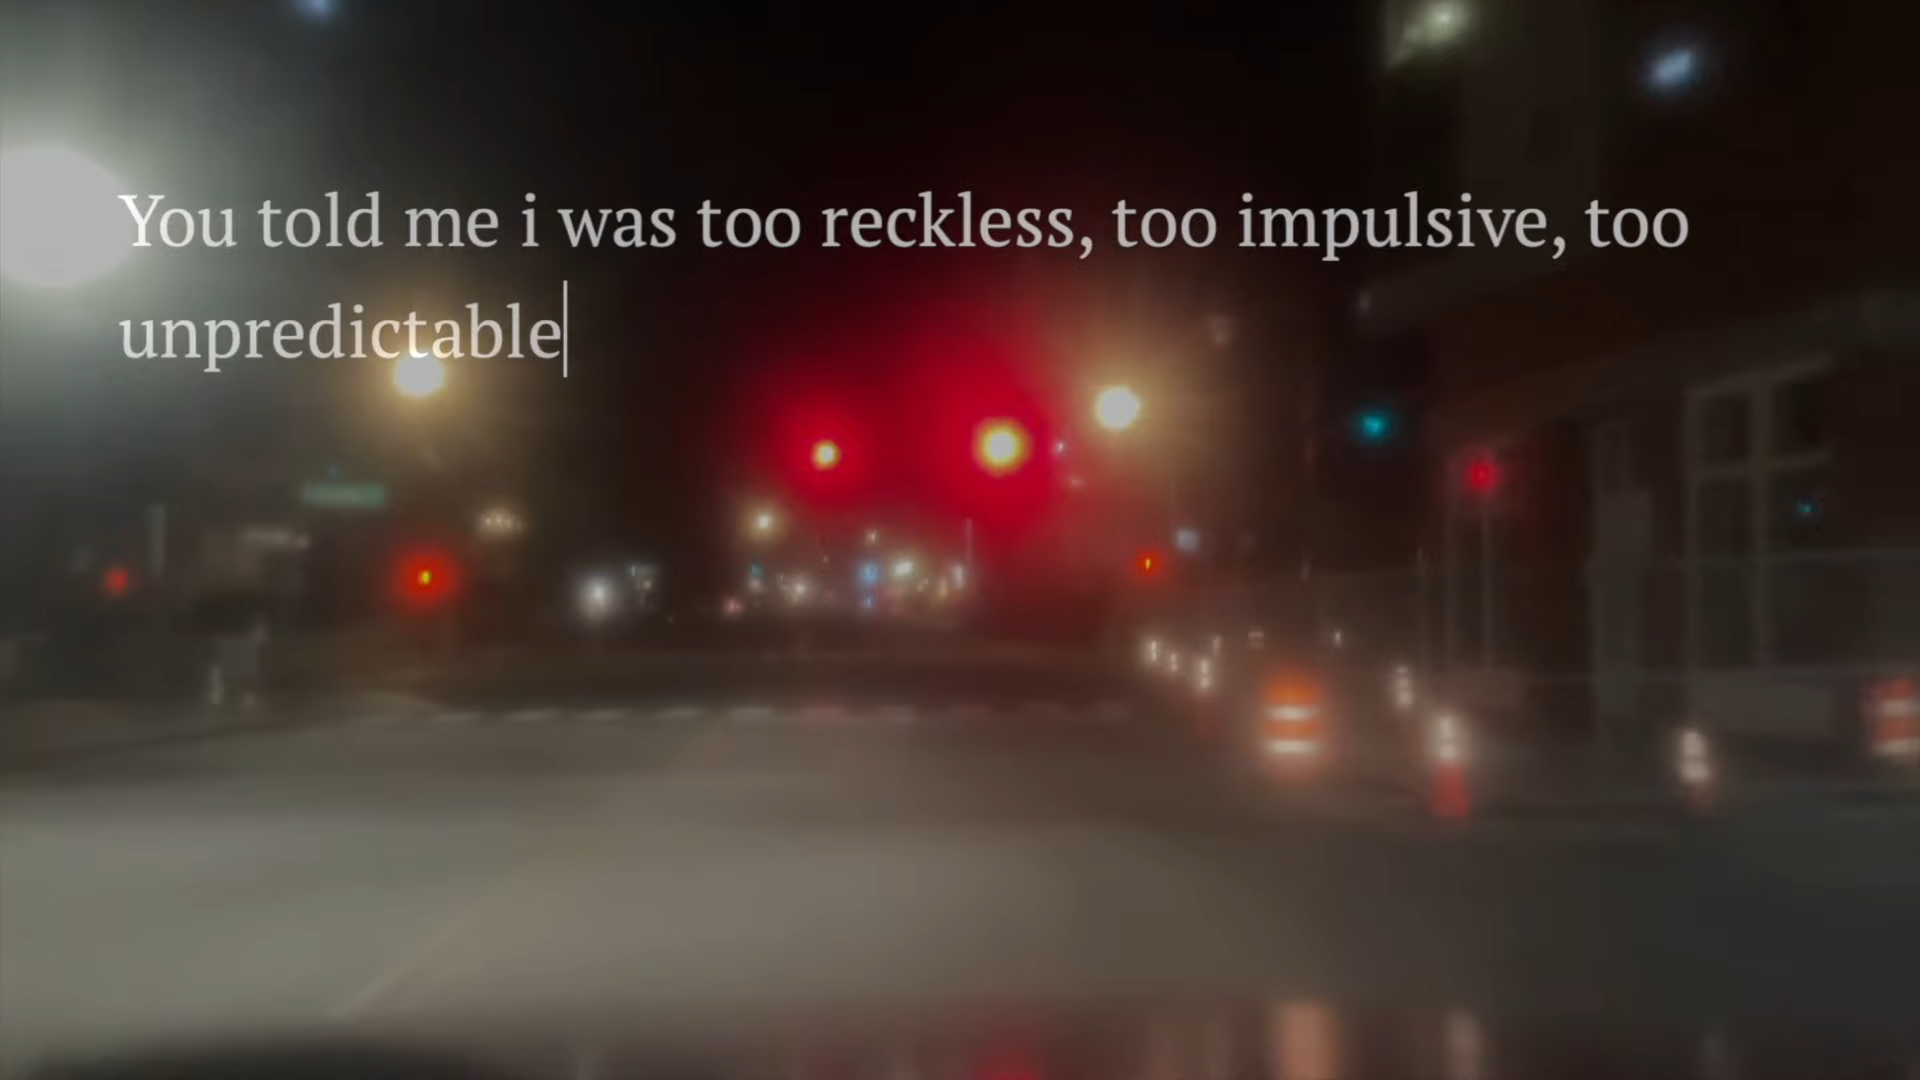 You told me i was too reckless, too impulsive, too
unpredictable